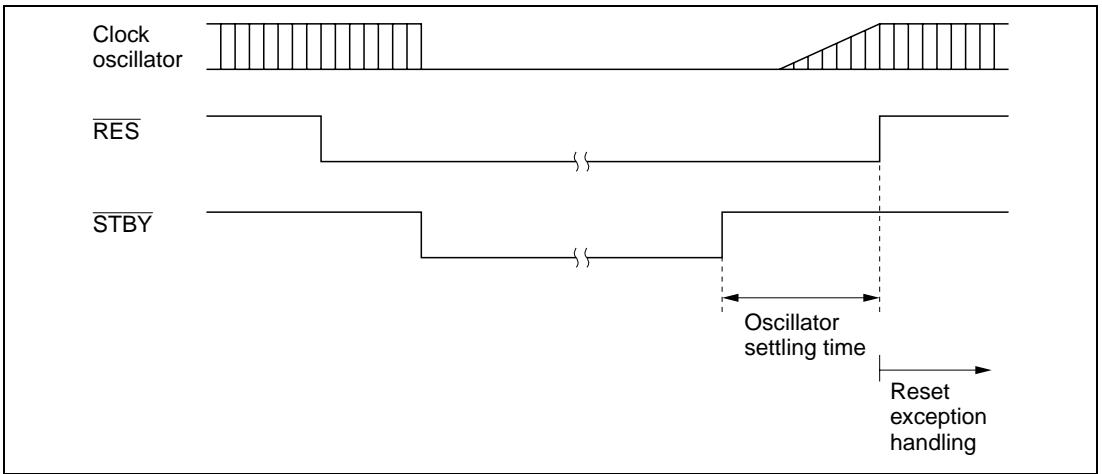 Clock
oscillator
RES
STBY
Oscillator
settling time
Reset
exception
handling